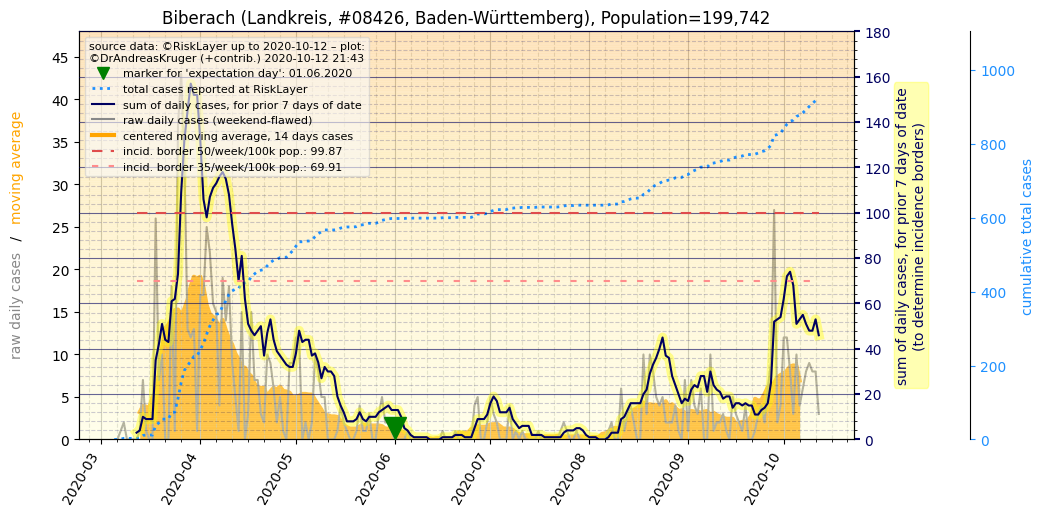 Biberach (Landkreis, #08426, Baden-Württemberg), Population=199,742
source data: ©RiskLayer up to 2020-10-12 – plot:
©DrAndreasKruger (+contrib.) 2020-10-12 21:43
marker for 'expectation day': 01.06.2020
total cases reported at RiskLayer
sum of daily cases, for prior 7 days of date
raw daily cases (weekend-flawed)
centered moving average, 14 days cases
incid. border 50/week/100k pop.: 99.87
incid. border 35/week/100k pop.: 69.91
raw daily cases / moving average
45
40
35
30
25
20
15
10
5
0
180
160
140
120
100
80
60
40
20
0
sum of daily cases, for prior 7 days of date
(to determine incidence borders)
1000
800
600
400
200
0
cumulative total cases
2020-03
2020-04
2020-05
2020-06
2020-07
2020-08
2020-09
2020-10